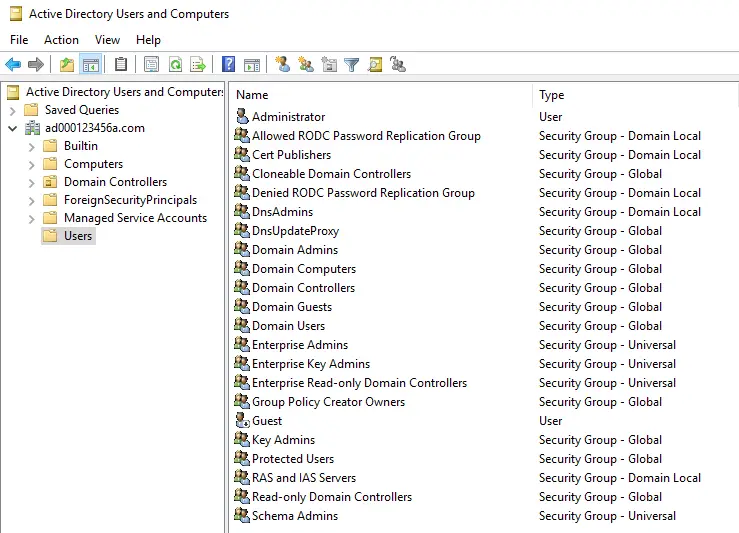 Active Directory Users and Computers
File Action View Help
Active Directory Users and Computers
Saved Queries
ad000123456a.com
Builtin
Computers
Domain Controllers
ForeignSecurityPrincipals
Managed Service Accounts
Users
Name Type
Administrator User
Allowed RODC Password Replication Group Security Group - Domain Local
Cert Publishers Security Group - Domain Local
Cloneable Domain Controllers Security Group - Global
Denied RODC Password Replication Group Security Group - Domain Local
DnsAdmins Security Group - Domain Local
DnsUpdateProxy Security Group - Global
Domain Admins Security Group - Global
Domain Computers Security Group - Global
Domain Controllers Security Group - Global
Domain Guests Security Group - Global
Domain Users Security Group - Global
Enterprise Admins Security Group - Universal
Enterprise Key Admins Security Group - Universal
Enterprise Read-only Domain Controllers Security Group - Universal
Group Policy Creator Owners Security Group - Global
Guest User
Key Admins Security Group - Global
Protected Users Security Group - Global
RAS and IAS Servers Security Group - Domain Local
Read-only Domain Controllers Security Group - Global
Schema Admins Security Group - Universal